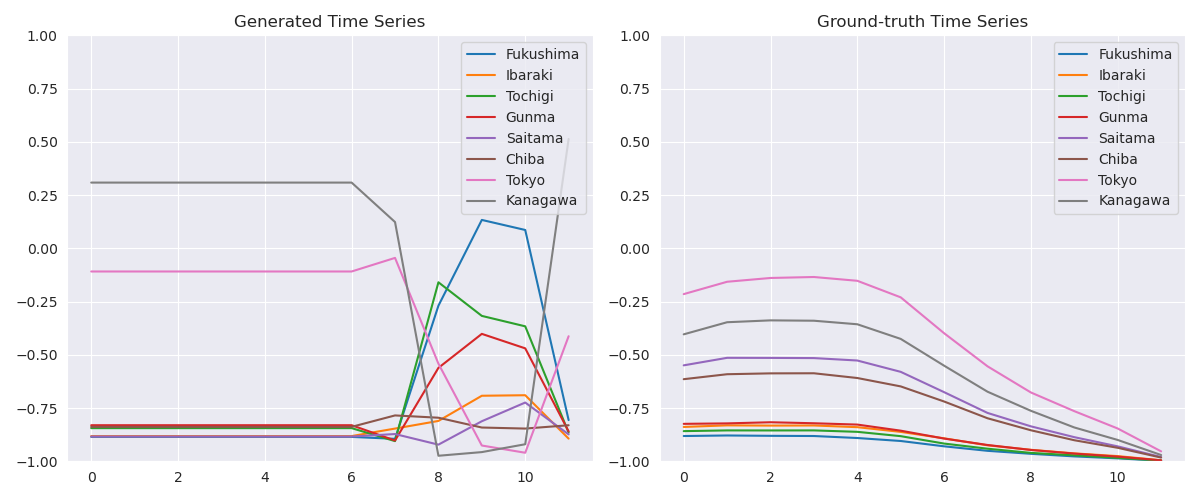 Generated Time Series
1.00
0.75
0.50
0.25
0.00
−0.25
−0.50
−0.75
−1.00
0 2 4 6 8 10
Fukushima
Ibaraki
Tochigi
Gunma
Saitama
Chiba
Tokyo
Kanagawa
Ground-truth Time Series
1.00
0.75
0.50
0.25
0.00
−0.25
−0.50
−0.75
−1.00
0 2 4 6 8 10
Fukushima
Ibaraki
Tochigi
Gunma
Saitama
Chiba
Tokyo
Kanagawa